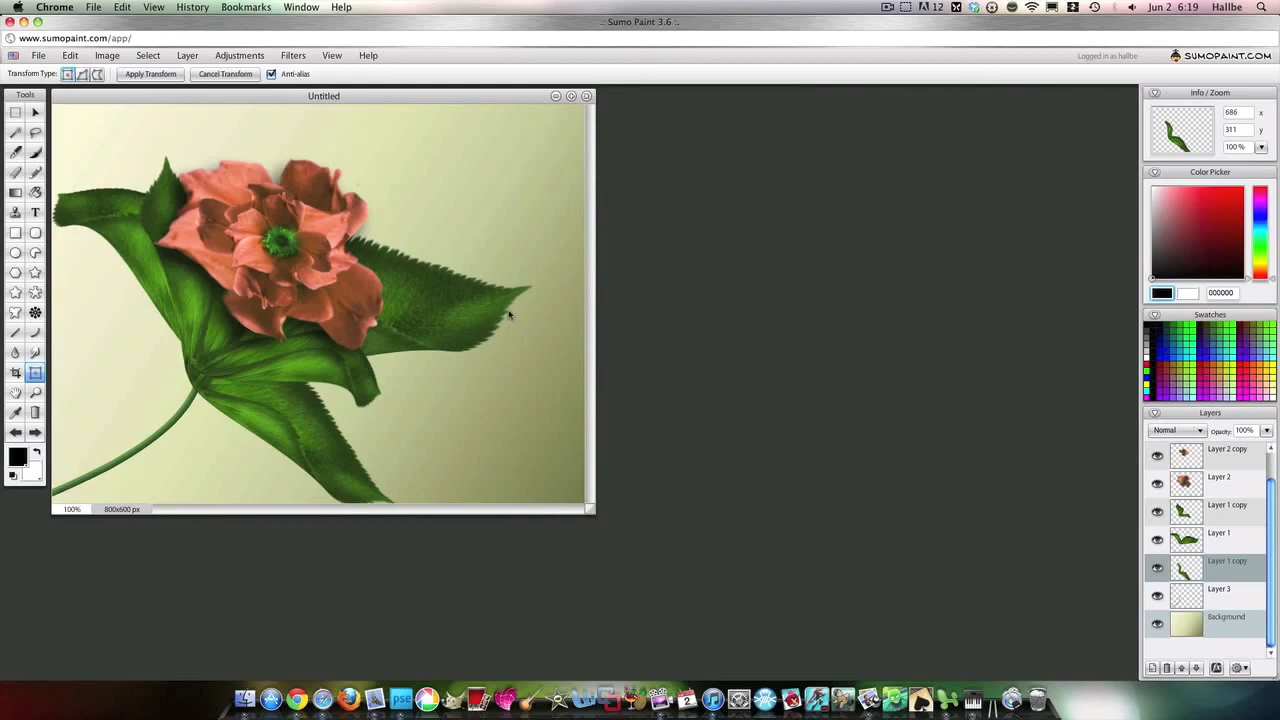 Chrome File Edit View History Bookmarks Window Help 12 2 Jun 2 6:19 Hallbe
.: Sumo Paint 3.6 :.
www.sumopaint.com/app/
File Edit Image Select Layer Adjustments Filters View Help Logged in as hallbe SUMOPAINT.COM
Transform Type: Apply Transform Cancel Transform Anti-alias
Tools
Untitled
Info / Zoom
686 x
311 y
100 %
Color Picker
T
000000
Swatches
Layers
Normal Opacity: 100%
Layer 2 copy
Layer 2
Layer 1 copy
Layer 1
Layer 1 copy
Layer 3
Background
100% 800x600 px
pse
2